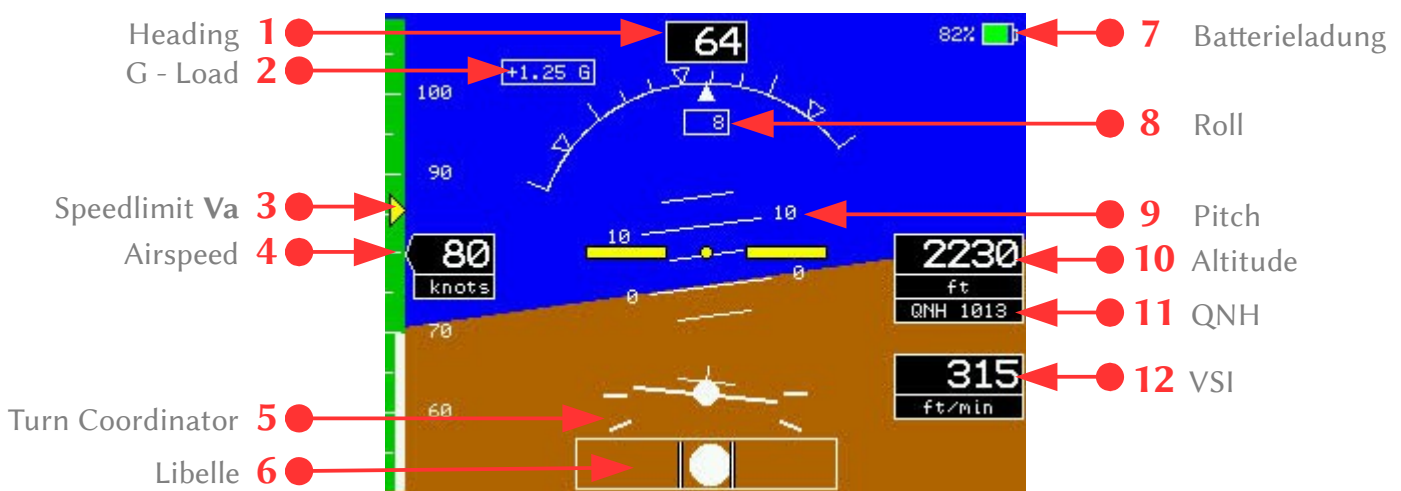 Heading 1
G - Load 2
Speedlimit Va 3
Airspeed 4
Turn Coordinator 5
Libelle 6
64
+1.25 G
82%
100
8
90
10
10
80
knots
0
0
70
60
2230
ft
QNH 1013
315
ft/min
7 Batterieladung
8 Roll
9 Pitch
10 Altitude
11 QNH
12 VSI